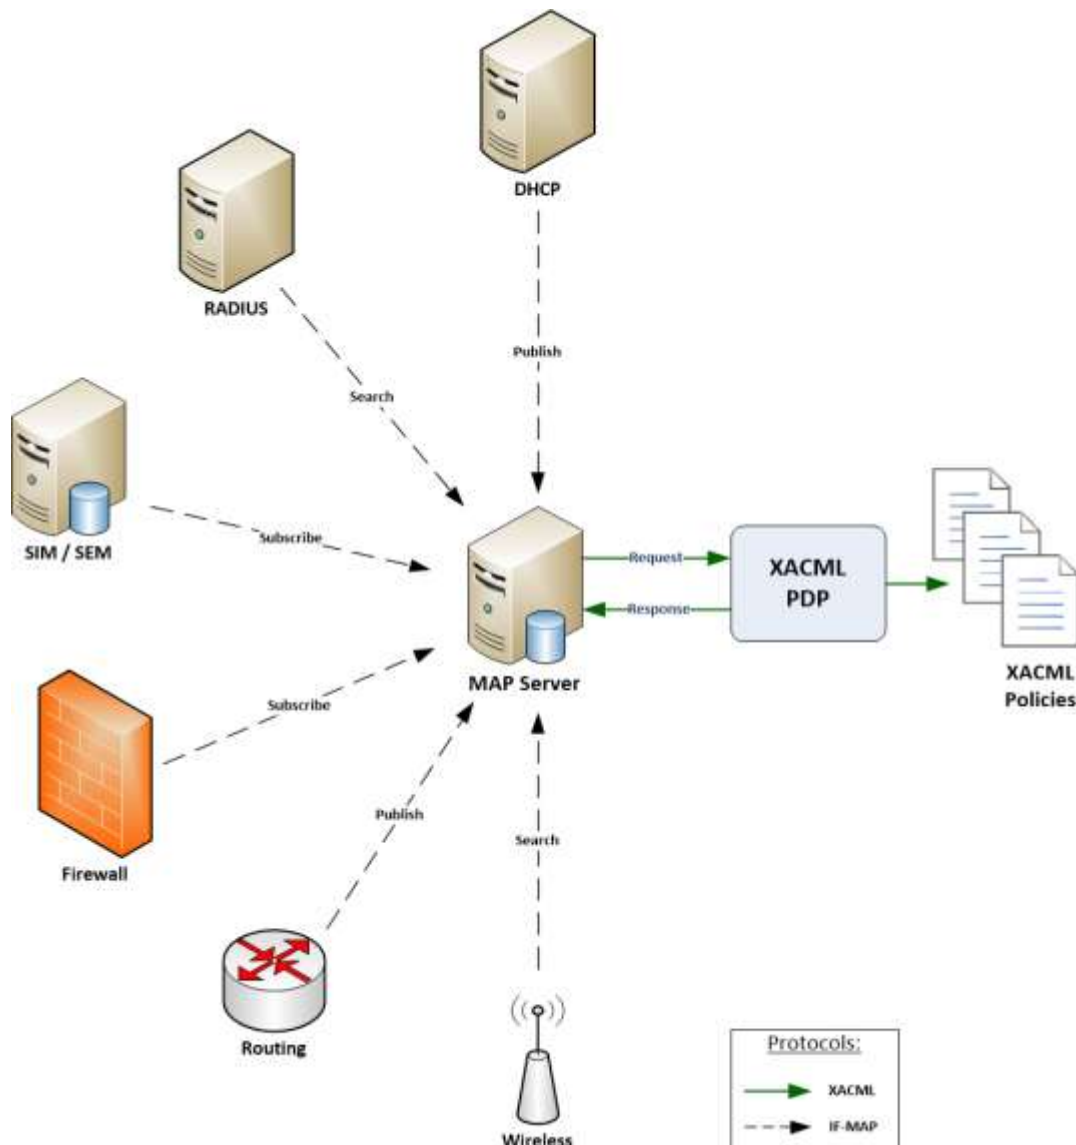 DHCP
RADIUS
Publish
Search
SIM / SEM
Subscribe
Request
XACML
PDP
Response
MAP Server
XACML
Policies
Subscribe
Firewall
Publish
Search
Routing
Wireless
Protocols:
XACML
IF-MAP